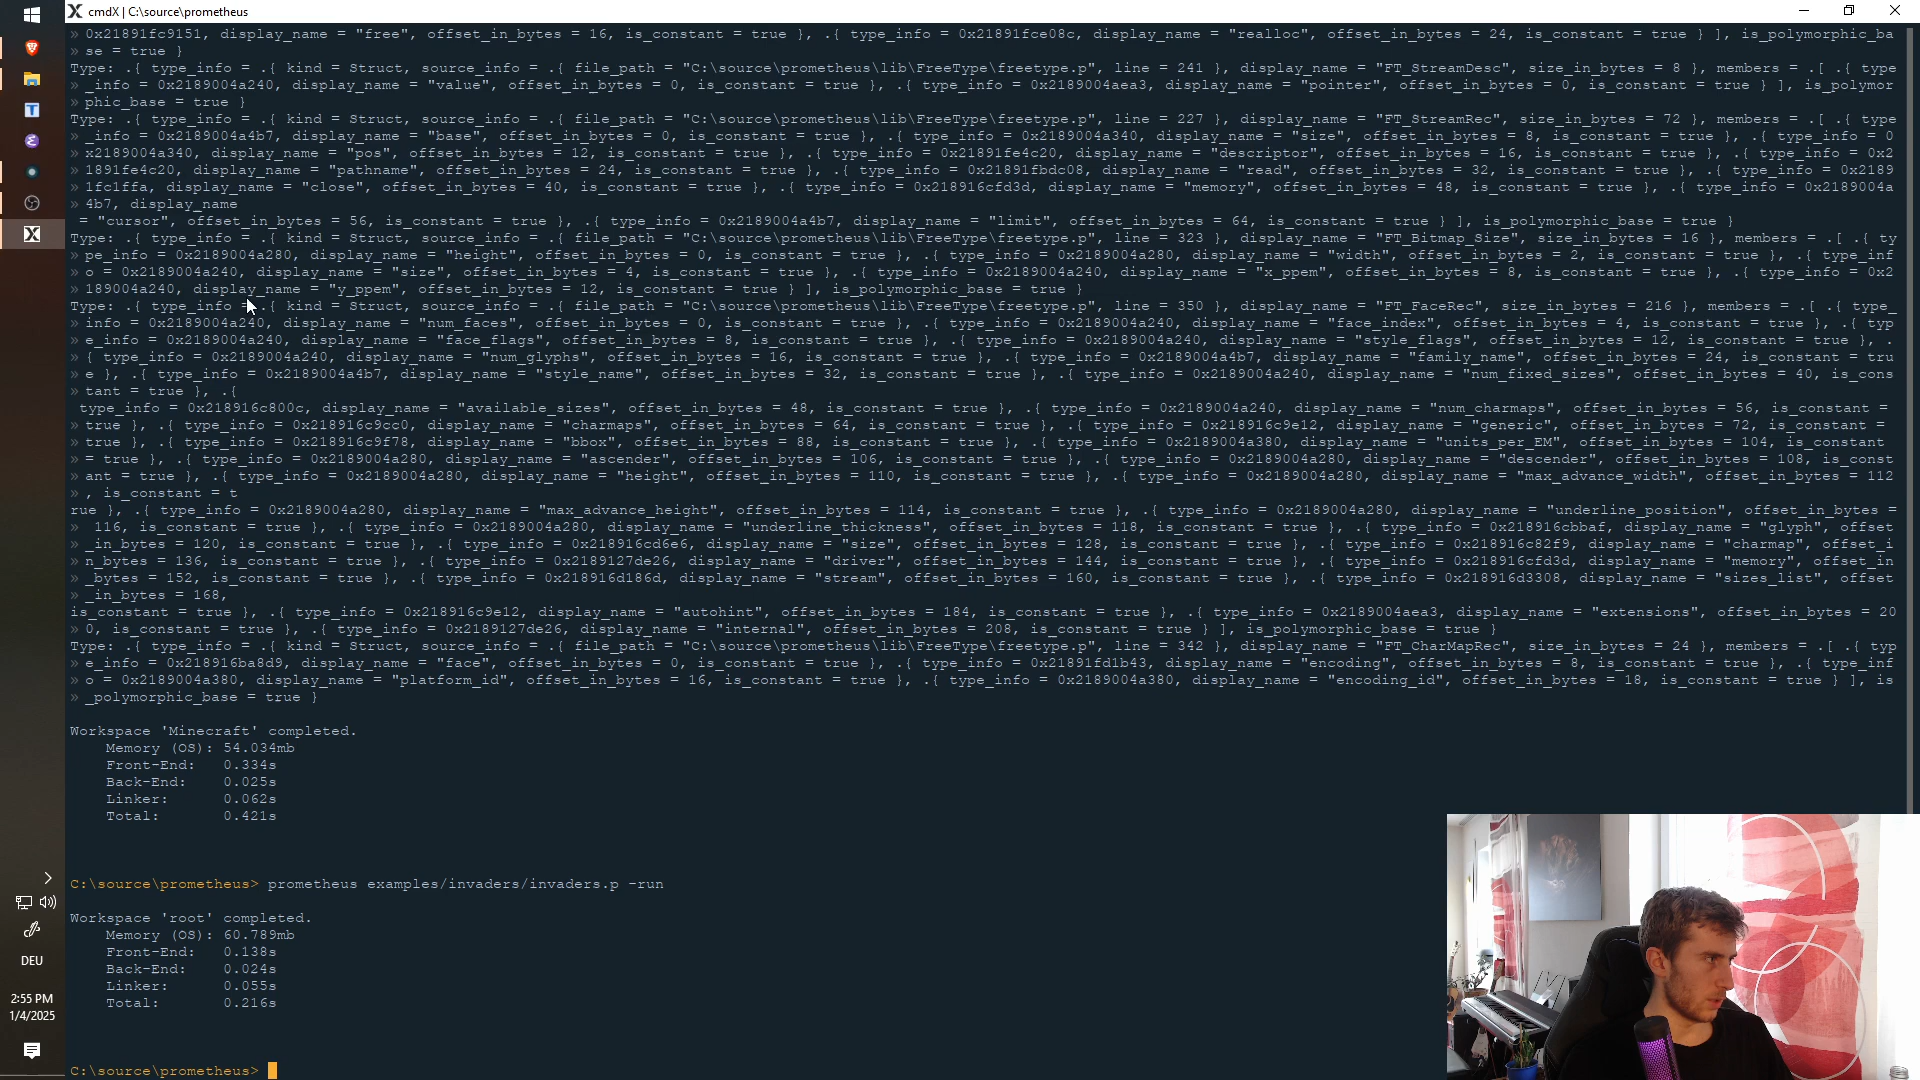 cmdX | C:\source\prometheus
» 0x21891fc9151, display_name = "free", offset_in_bytes = 16, is_constant = true }, .{ type_info = 0x21891fce08c, display_name = "realloc", offset_in_bytes = 24, is_constant = true } ], is_polymorphic_ba
» se = true }
Type: .{ type_info = .{ kind = Struct, source_info = .{ file_path = "C:\source\prometheus\lib\FreeType\freetype.p", line = 241 }, display_name = "FT_StreamDesc", size_in_bytes = 8 }, members = .[ .{ type
» _info = 0x2189004a240, display_name = "value", offset_in_bytes = 0, is_constant = true }, .{ type_info = 0x2189004aea3, display_name = "pointer", offset_in_bytes = 0, is_constant = true } ], is_polymor
» phic_base = true }
Type: .{ type_info = .{ kind = Struct, source_info = .{ file_path = "C:\source\prometheus\lib\FreeType\freetype.p", line = 227 }, display_name = "FT_StreamRec", size_in_bytes = 72 }, members = .[ .{ type
» _info = 0x2189004a4b7, display_name = "base", offset_in_bytes = 0, is_constant = true }, .{ type_info = 0x2189004a340, display_name = "size", offset_in_bytes = 8, is_constant = true }, .{ type_info = 0
» x2189004a340, display_name = "pos", offset_in_bytes = 12, is_constant = true }, .{ type_info = 0x21891fe4c20, display_name = "descriptor", offset_in_bytes = 16, is_constant = true }, .{ type_info = 0x2
» 1891fe4c20, display_name = "pathname", offset_in_bytes = 24, is_constant = true }, .{ type_info = 0x21891fbdc08, display_name = "read", offset_in_bytes = 32, is_constant = true }, .{ type_info = 0x2189
» 1fc1ffa, display_name = "close", offset_in_bytes = 40, is_constant = true }, .{ type_info = 0x218916cfd3d, display_name = "memory", offset_in_bytes = 48, is_constant = true }, .{ type_info = 0x2189004a
» 4b7, display_name
= "cursor", offset_in_bytes = 56, is_constant = true }, .{ type_info = 0x2189004a4b7, display_name = "limit", offset_in_bytes = 64, is_constant = true } ], is_polymorphic_base = true }
Type: .{ type_info = .{ kind = Struct, source_info = .{ file_path = "C:\source\prometheus\lib\FreeType\freetype.p", line = 323 }, display_name = "FT_Bitmap_Size", size_in_bytes = 16 }, members = .[ .{ ty
» pe_info = 0x2189004a280, display_name = "height", offset_in_bytes = 0, is_constant = true }, .{ type_info = 0x2189004a280, display_name = "width", offset_in_bytes = 2, is_constant = true }, .{ type_inf
» o = 0x2189004a240, display_name = "size", offset_in_bytes = 4, is_constant = true }, .{ type_info = 0x2189004a240, display_name = "x_ppem", offset_in_bytes = 8, is_constant = true }, .{ type_info = 0x2
» 189004a240, display_name = "y_ppem", offset_in_bytes = 12, is_constant = true } ], is_polymorphic_base = true }
Type: .{ type_info = .{ kind = Struct, source_info = .{ file_path = "C:\source\prometheus\lib\FreeType\freetype.p", line = 350 }, display_name = "FT_FaceRec", size_in_bytes = 216 }, members = .[ .{ type_
» info = 0x2189004a240, display_name = "num_faces", offset_in_bytes = 0, is_constant = true }, .{ type_info = 0x2189004a240, display_name = "face_index", offset_in_bytes = 4, is_constant = true }, .{ typ
» e_info = 0x2189004a240, display_name = "face_flags", offset_in_bytes = 8, is_constant = true }, .{ type_info = 0x2189004a240, display_name = "style_flags", offset_in_bytes = 12, is_constant = true }, .
» { type_info = 0x2189004a240, display_name = "num_glyphs", offset_in_bytes = 16, is_constant = true }, .{ type_info = 0x2189004a4b7, display_name = "family_name", offset_in_bytes = 24, is_constant = tru
» e }, .{ type_info = 0x2189004a4b7, display_name = "style_name", offset_in_bytes = 32, is_constant = true }, .{ type_info = 0x2189004a240, display_name = "num_fixed_sizes", offset_in_bytes = 40, is_cons
» tant = true }, .{
type_info = 0x218916c800c, display_name = "available_sizes", offset_in_bytes = 48, is_constant = true }, .{ type_info = 0x2189004a240, display_name = "num_charmaps", offset_in_bytes = 56, is_constant =
» true }, .{ type_info = 0x218916c9cc0, display_name = "charmaps", offset_in_bytes = 64, is_constant = true }, .{ type_info = 0x218916c9e12, display_name = "generic", offset_in_bytes = 72, is_constant =
» true }, .{ type_info = 0x218916c9f78, display_name = "bbox", offset_in_bytes = 88, is_constant = true }, .{ type_info = 0x2189004a380, display_name = "units_per_EM", offset_in_bytes = 104, is_constant
» = true }, .{ type_info = 0x2189004a280, display_name = "ascender", offset_in_bytes = 106, is_constant = true }, .{ type_info = 0x2189004a280, display_name = "descender", offset_in_bytes = 108, is_const
» ant = true }, .{ type_info = 0x2189004a280, display_name = "height", offset_in_bytes = 110, is_constant = true }, .{ type_info = 0x2189004a280, display_name = "max_advance_width", offset_in_bytes = 112
» , is_constant = t
rue }, .{ type_info = 0x2189004a280, display_name = "max_advance_height", offset_in_bytes = 114, is_constant = true }, .{ type_info = 0x2189004a280, display_name = "underline_position", offset_in_bytes =
» 116, is_constant = true }, .{ type_info = 0x2189004a280, display_name = "underline_thickness", offset_in_bytes = 118, is_constant = true }, .{ type_info = 0x218916cbbaf, display_name = "glyph", offset
» _in_bytes = 120, is_constant = true }, .{ type_info = 0x218916cd6e6, display_name = "size", offset_in_bytes = 128, is_constant = true }, .{ type_info = 0x218916c82f9, display_name = "charmap", offset_i
» n_bytes = 136, is_constant = true }, .{ type_info = 0x2189127de26, display_name = "driver", offset_in_bytes = 144, is_constant = true }, .{ type_info = 0x218916cfd3d, display_name = "memory", offset_in
» _bytes = 152, is_constant = true }, .{ type_info = 0x218916d186d, display_name = "stream", offset_in_bytes = 160, is_constant = true }, .{ type_info = 0x218916d3308, display_name = "sizes_list", offset
» _in_bytes = 168,
is_constant = true }, .{ type_info = 0x218916c9e12, display_name = "autohint", offset_in_bytes = 184, is_constant = true }, .{ type_info = 0x2189004aea3, display_name = "extensions", offset_in_bytes = 20
» 0, is_constant = true }, .{ type_info = 0x2189127de26, display_name = "internal", offset_in_bytes = 208, is_constant = true } ], is_polymorphic_base = true }
Type: .{ type_info = .{ kind = Struct, source_info = .{ file_path = "C:\source\prometheus\lib\FreeType\freetype.p", line = 342 }, display_name = "FT_CharMapRec", size_in_bytes = 24 }, members = .[ .{ typ
» e_info = 0x218916ba8d9, display_name = "face", offset_in_bytes = 0, is_constant = true }, .{ type_info = 0x21891fd1b43, display_name = "encoding", offset_in_bytes = 8, is_constant = true }, .{ type_inf
» o = 0x2189004a380, display_name = "platform_id", offset_in_bytes = 16, is_constant = true }, .{ type_info = 0x2189004a380, display_name = "encoding_id", offset_in_bytes = 18, is_constant = true } ], is
» _polymorphic_base = true }
Workspace 'Minecraft' completed.
Memory (OS): 54.034mb
Front-End: 0.334s
Back-End: 0.025s
Linker: 0.062s
Total: 0.421s
C:\source\prometheus> prometheus examples/invaders/invaders.p -run
Workspace 'root' completed.
Memory (OS): 60.789mb
Front-End: 0.138s
Back-End: 0.024s
Linker: 0.055s
Total: 0.216s
C:\source\prometheus>
DEU
2:55 PM
1/4/2025